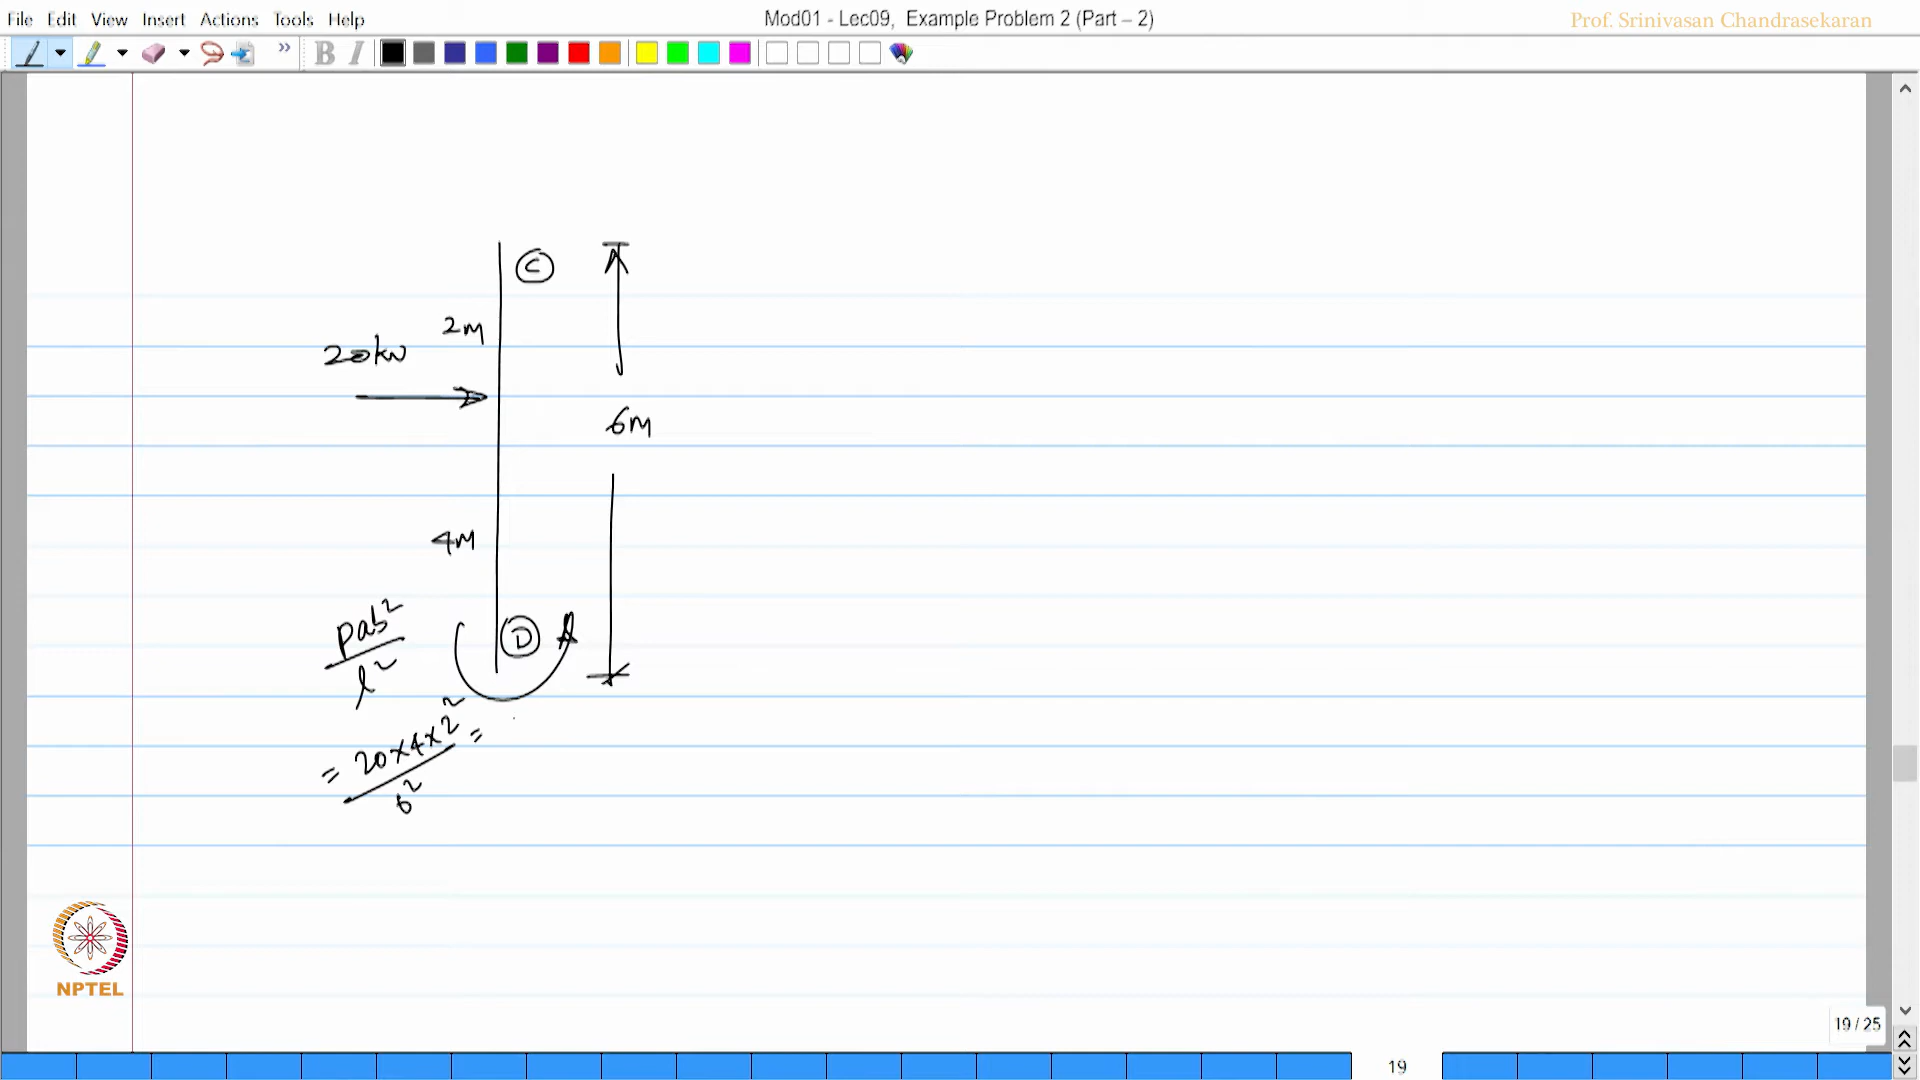 File Edit View Insert Actions Tools Help
Mod01 - Lec09, Example Problem 2 (Part – 2)
Prof. Srinivasan Chandrasekaran
B I
C
2m
20kN
6m
4m
D
Pab²
l²
= 20×4×2² =
6²
NPTEL
19 / 25
19